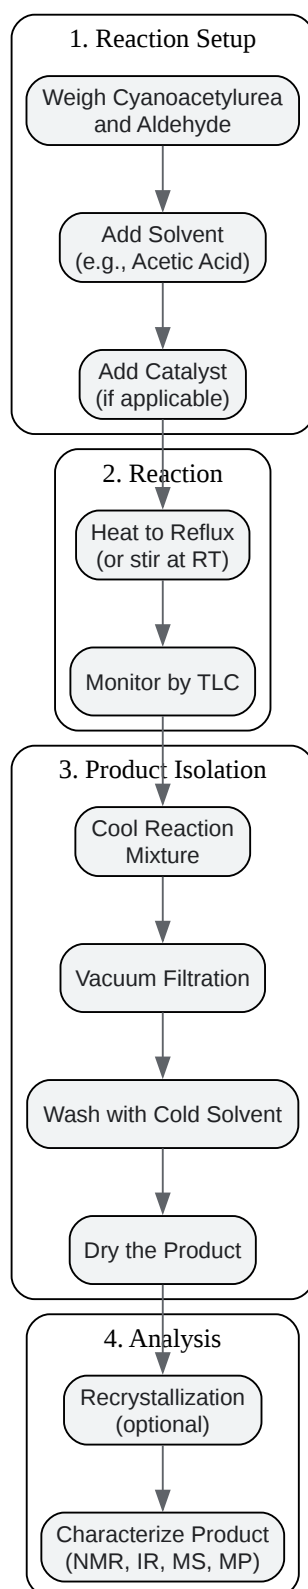 1. Reaction Setup
Weigh Cyanoacetylurea
and Aldehyde
Add Solvent
(e.g., Acetic Acid)
Add Catalyst
(if applicable)
2. Reaction
Heat to Reflux
(or stir at RT)
Monitor by TLC
3. Product Isolation
Cool Reaction
Mixture
Vacuum Filtration
Wash with Cold Solvent
Dry the Product
4. Analysis
Recrystallization
(optional)
Characterize Product
(NMR, IR, MS, MP)